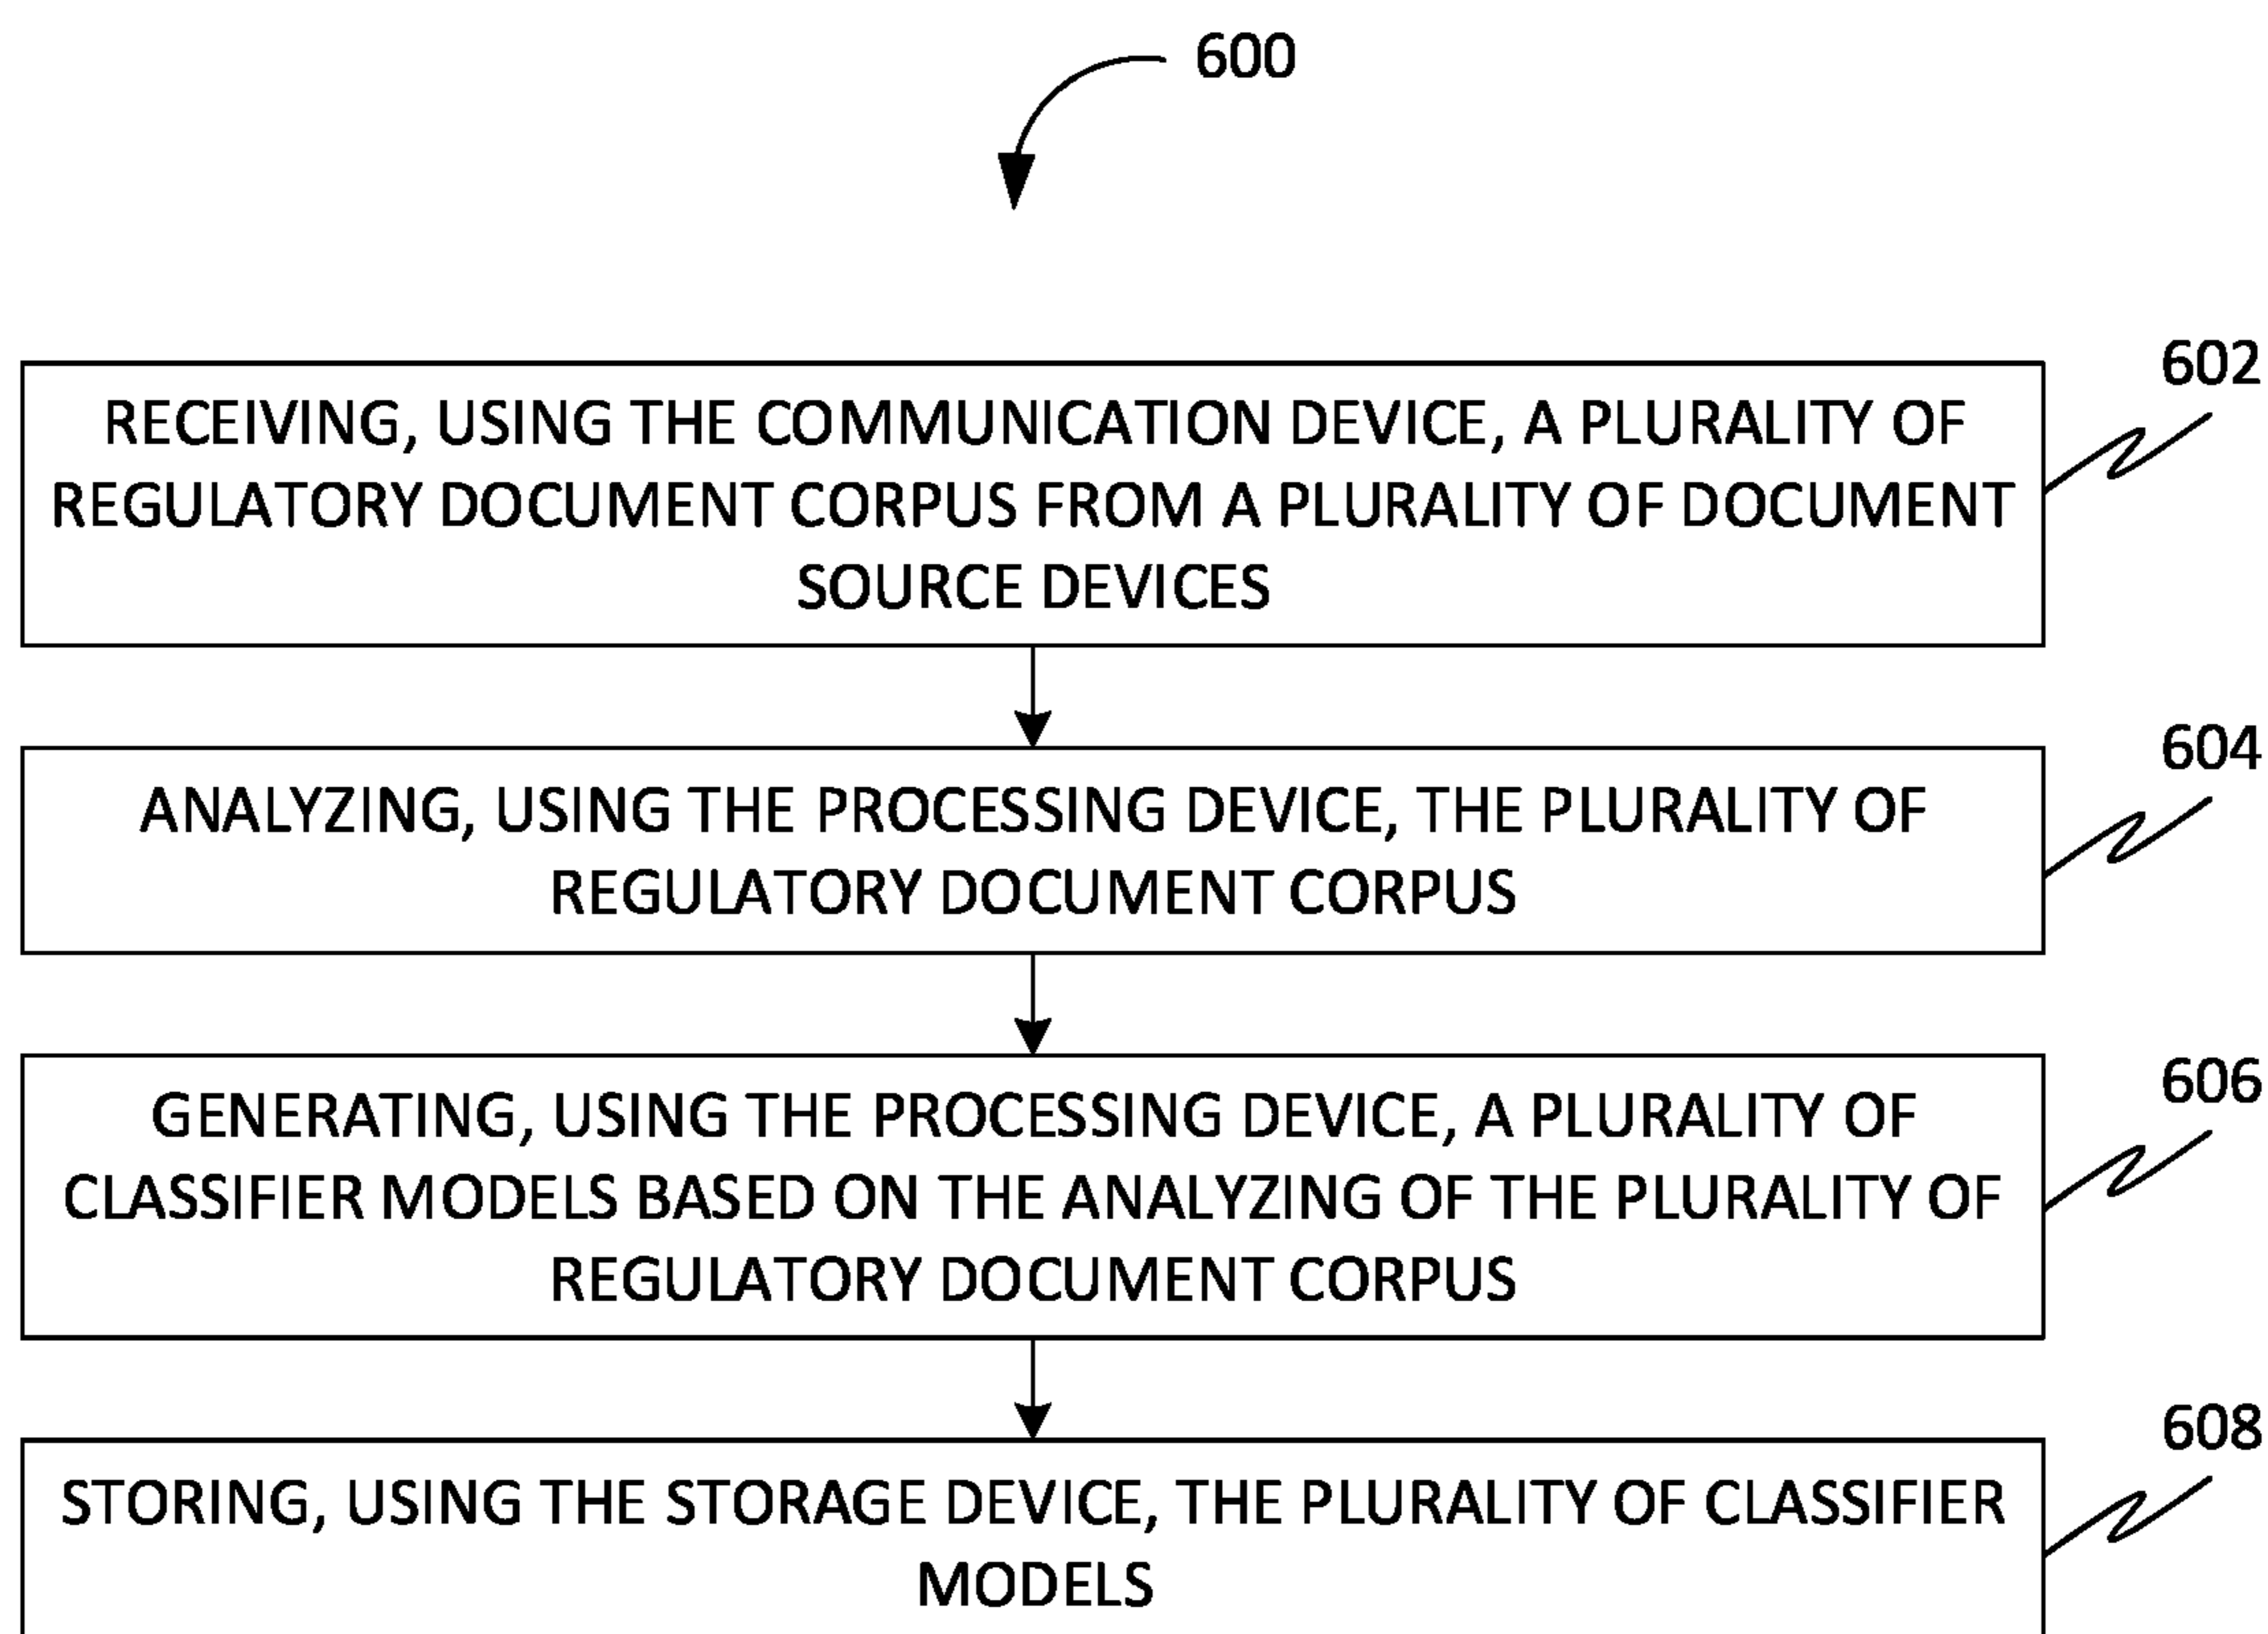 600
602
RECEIVING, USING THE COMMUNICATION DEVICE, A PLURALITY OF
REGULATORY DOCUMENT CORPUS FROM A PLURALITY OF DOCUMENT
SOURCE DEVICES
604
ANALYZING, USING THE PROCESSING DEVICE, THE PLURALITY OF
REGULATORY DOCUMENT CORPUS
606
GENERATING, USING THE PROCESSING DEVICE, A PLURALITY OF
CLASSIFIER MODELS BASED ON THE ANALYZING OF THE PLURALITY OF
REGULATORY DOCUMENT CORPUS
608
STORING, USING THE STORAGE DEVICE, THE PLURALITY OF CLASSIFIER
MODELS